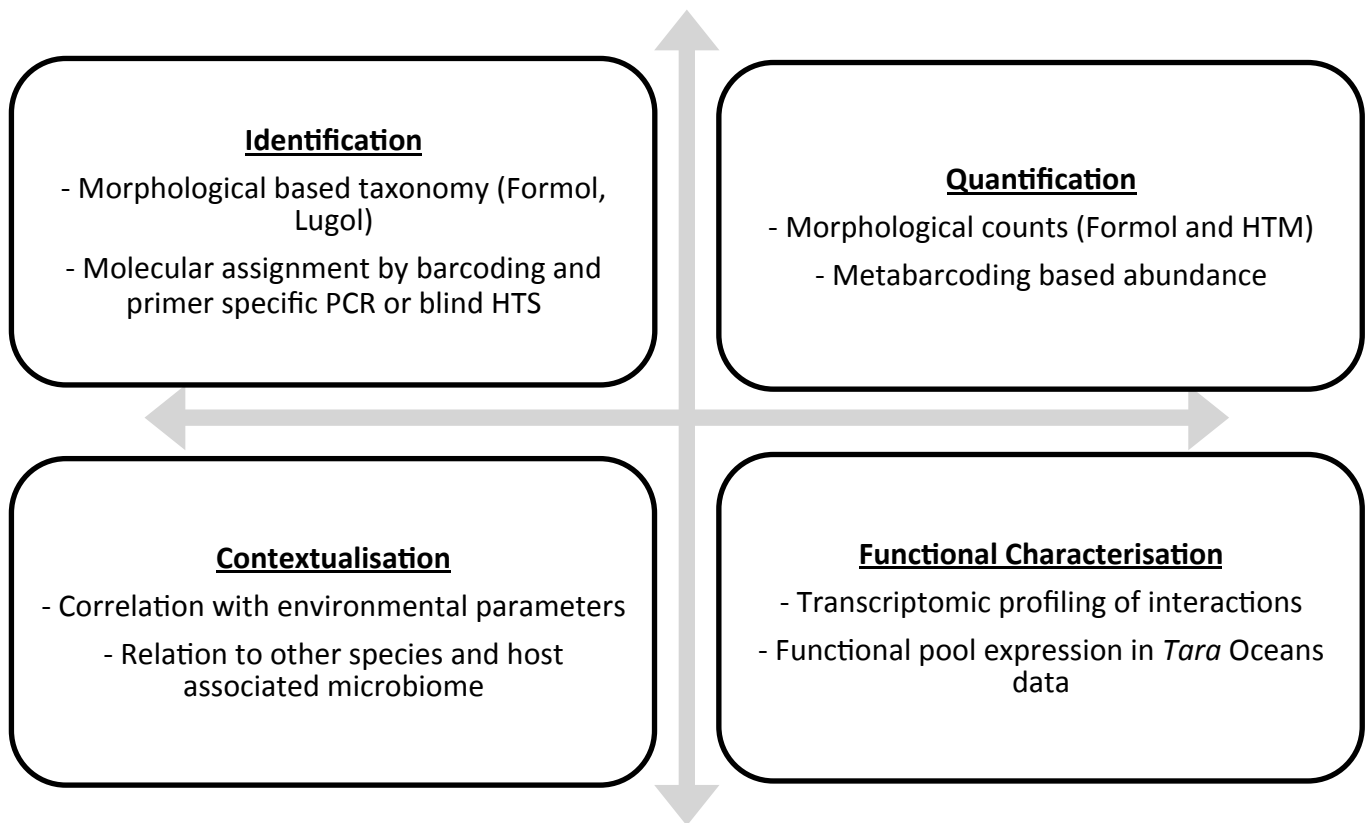 Identification
- Morphological based taxonomy (Formol,
Lugol)
- Molecular assignment by barcoding and
primer specific PCR or blind HTS
Quantification
- Morphological counts (Formol and HTM)
- Metabarcoding based abundance
Contextualisation
- Correlation with environmental parameters
- Relation to other species and host
associated microbiome
Functional Characterisation
- Transcriptomic profiling of interactions
- Functional pool expression in Tara Oceans
data